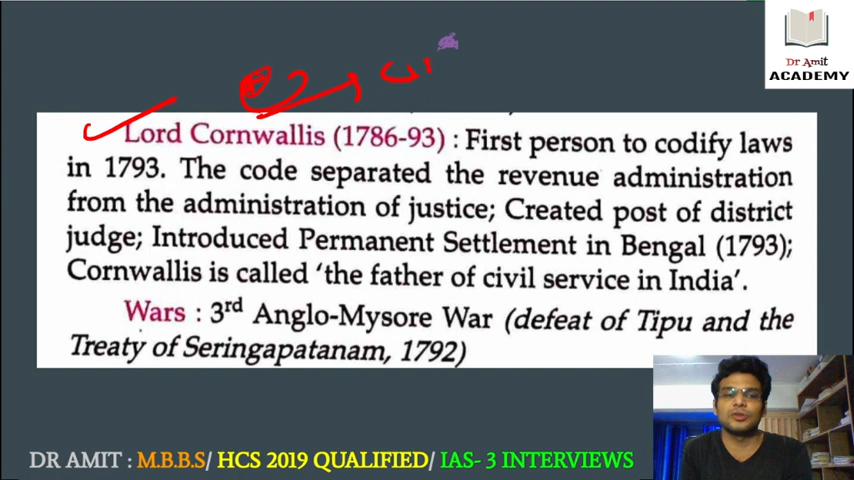 Dr Amit
ACADEMY
Lord Cornwallis (1786-93) : First person to codify laws
in 1793. The code separated the revenue administration
from the administration of justice; Created post of district
judge; Introduced Permanent Settlement in Bengal (1793);
Cornwallis is called 'the father of civil service in India'.
Wars : 3rd Anglo-Mysore War (defeat of Tipu and the
Treaty of Seringapatanam, 1792)
DR AMIT : M.B.B.S/ HCS 2019 QUALIFIED/ IAS- 3 INTERVIEWS